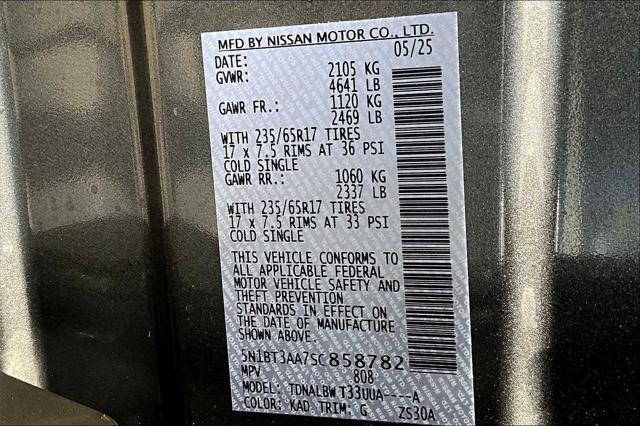 MFD BY NISSAN MOTOR CO., LTD.
DATE: 05/25
GVWR: 2105 KG
4641 LB
GAWR FR.: 1120 KG
2469 LB
WITH 235/65R17 TIRES
17 x 7.5 RIMS AT 36 PSI
COLD SINGLE
GAWR RR.: 1060 KG
2337 LB
WITH 235/65R17 TIRES
17 x 7.5 RIMS AT 33 PSI
COLD SINGLE
THIS VEHICLE CONFORMS TO
ALL APPLICABLE FEDERAL
MOTOR VEHICLE SAFETY AND
THEFT PREVENTION
STANDARDS IN EFFECT ON
THE DATE OF MANUFACTURE
SHOWN ABOVE.
5N1BT3AA7SC858782
MPV 808
MODEL: TDNALBW T33UUA----A
COLOR: KAD TRIM: G ZS30A